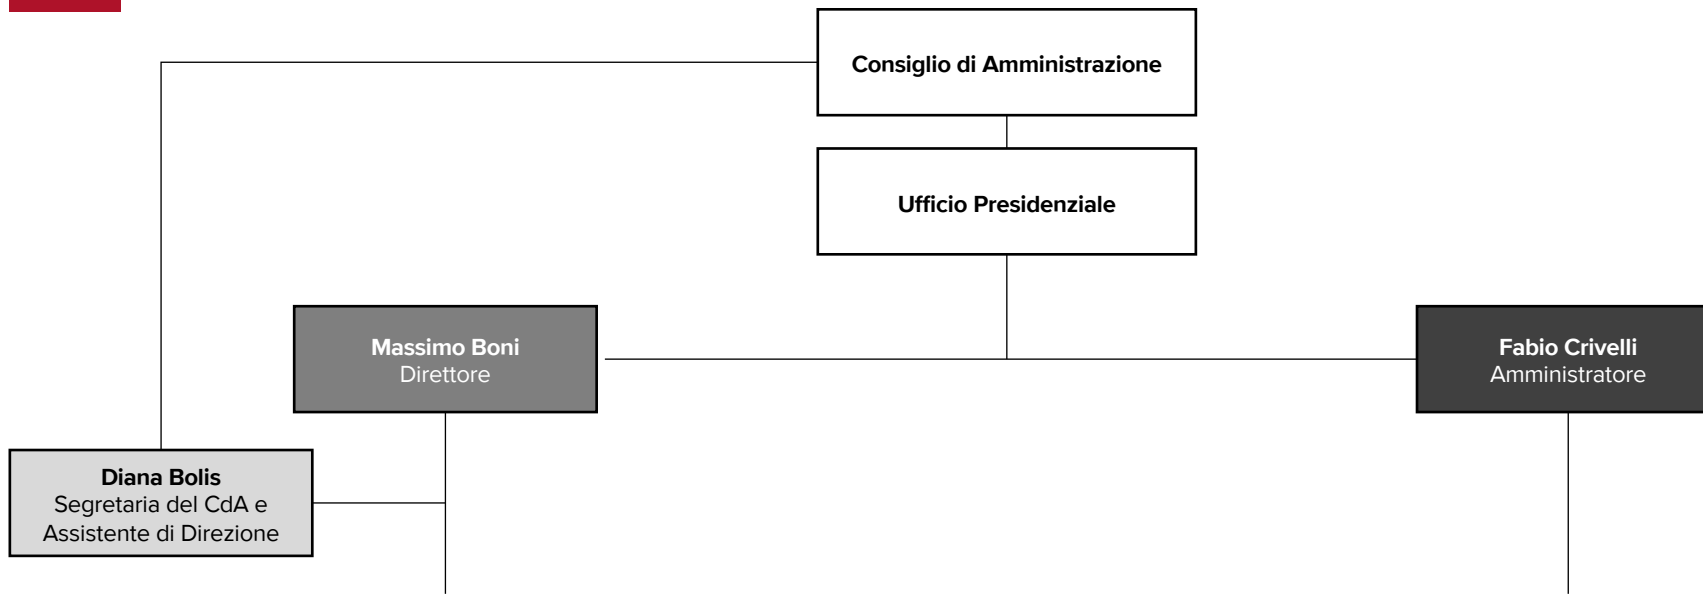 Consiglio di Amministrazione
Ufficio Presidenziale
Massimo Boni
Direttore
Fabio Crivelli
Amministratore
Diana Bolis
Segretaria del CdA e
Assistente di Direzione